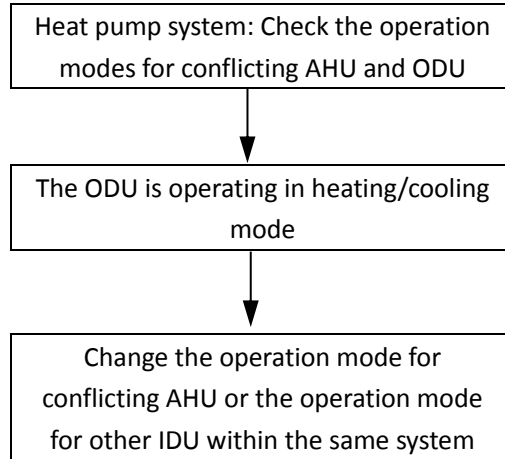 Heat pump system: Check the operation
modes for conflicting AHU and ODU
The ODU is operating in heating/cooling
mode
Change the operation mode for
conflicting AHU or the operation mode
for other IDU within the same system